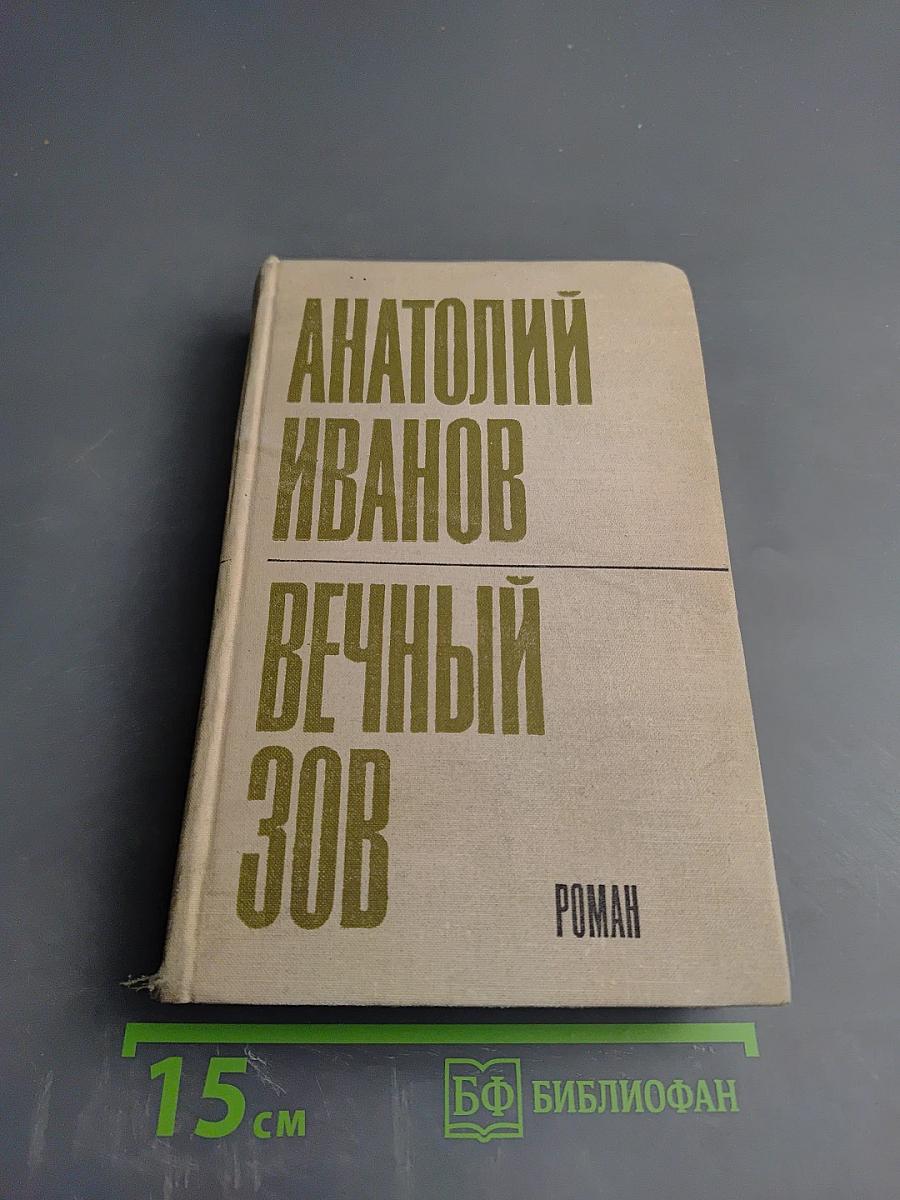 АНАТОЛИЙ
ИВАНОВ
ВЕЧНЫЙ
ЗОВ
РОМАН
15 см
БФ БИБЛИОФАН